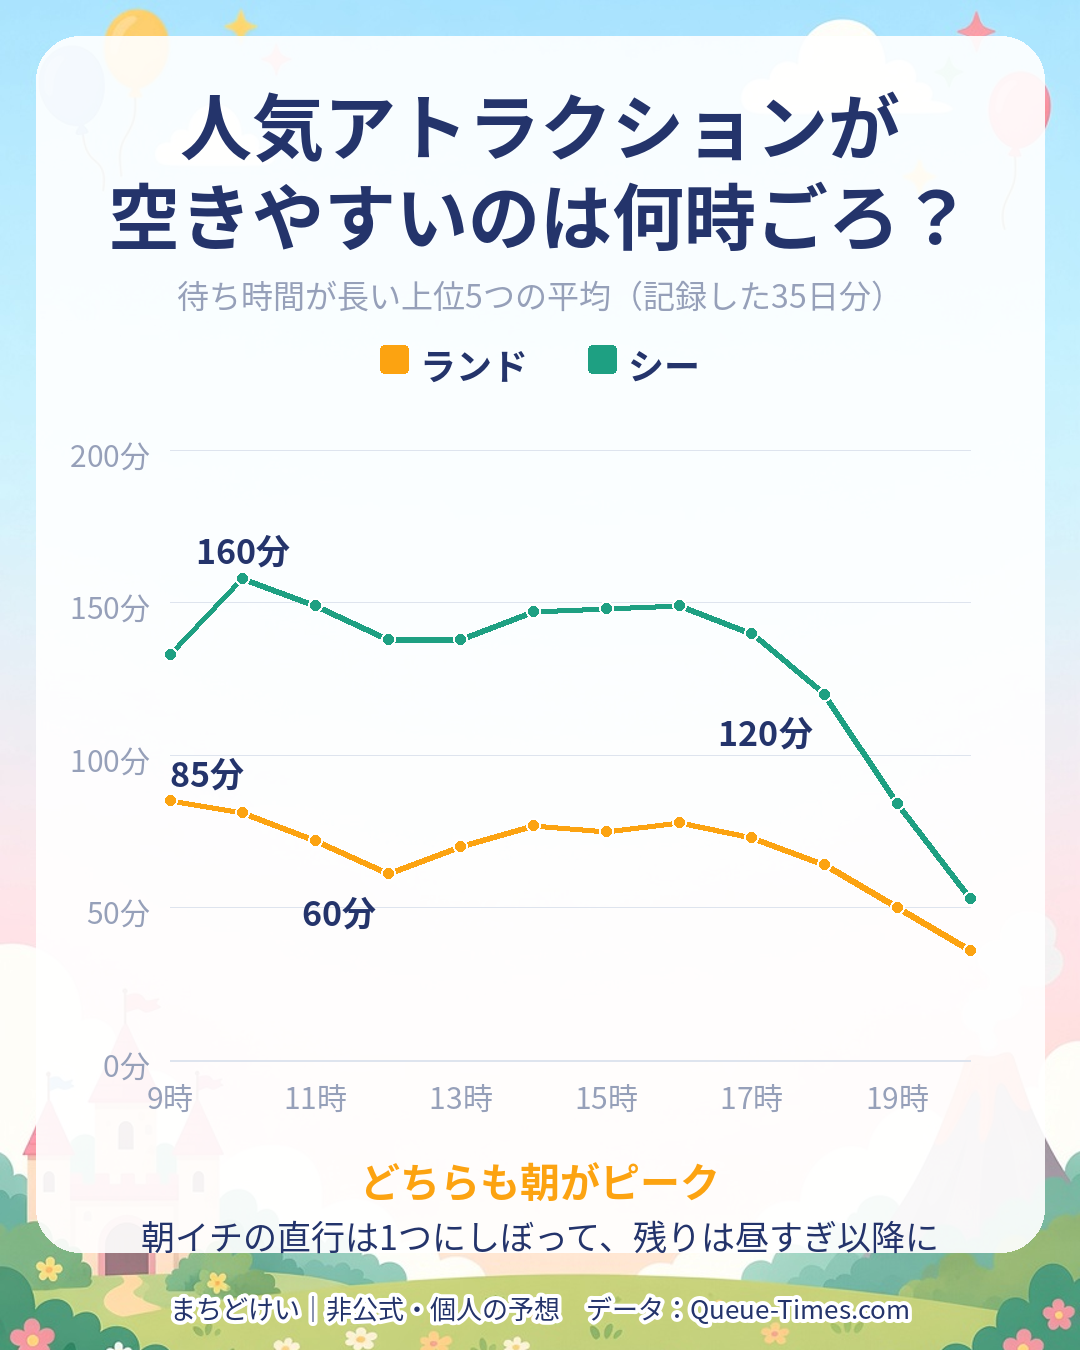 人気アトラクションが
空きやすいのは何時ごろ？
待ち時間が長い上位5つの平均（記録した35日分）
ランド シー
200分
160分
150分
120分
100分
85分
60分
50分
0分
9時 11時 13時 15時 17時 19時
どちらも朝がピーク
朝イチの直行は1つにしぼって、残りは昼すぎ以降に
まちどけい｜非公式・個人の予想 データ：Queue-Times.com